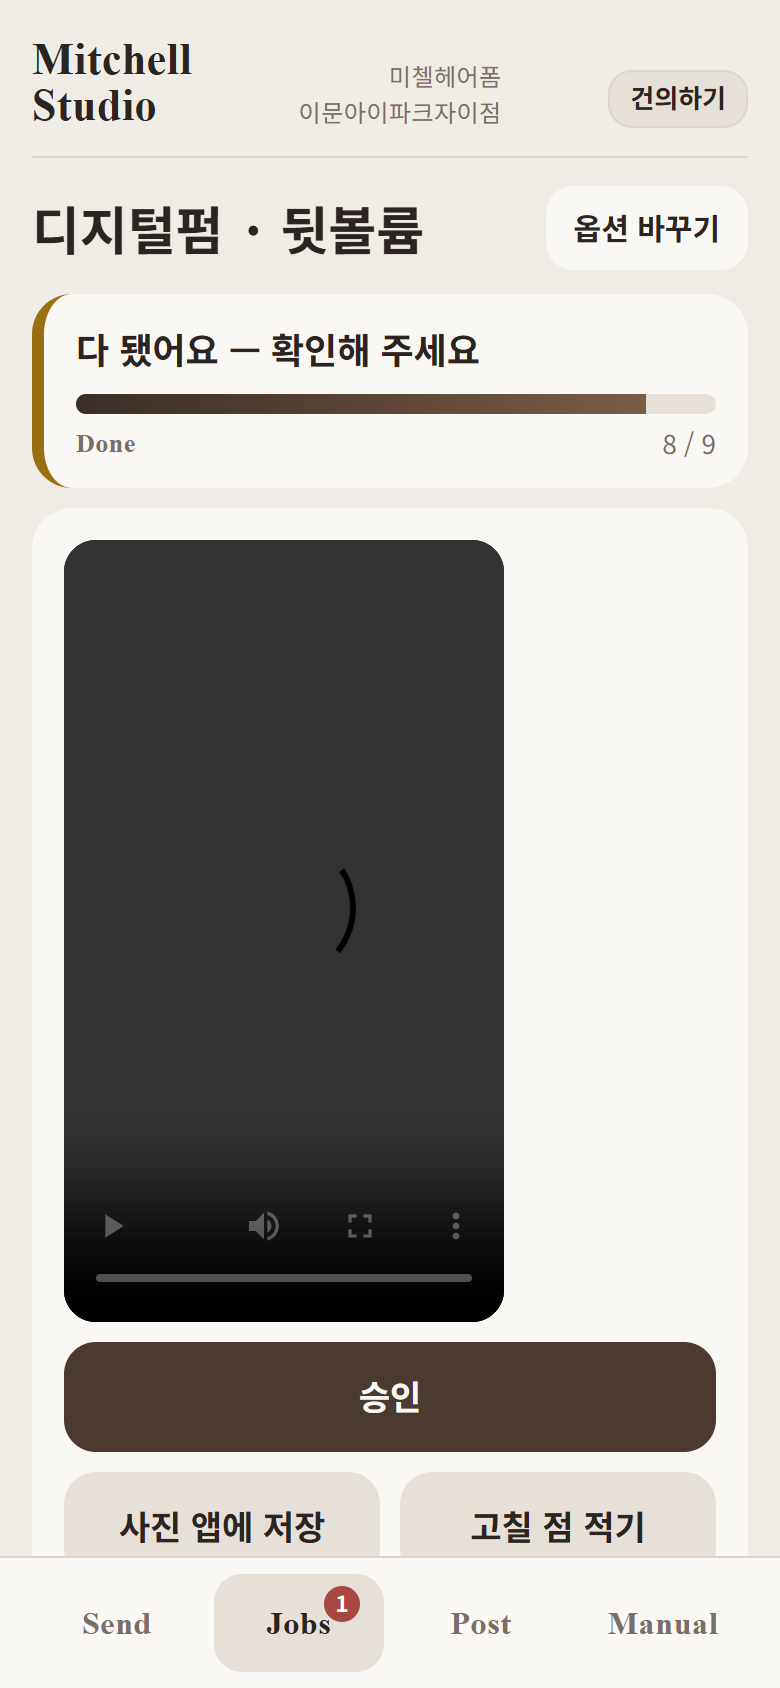 Mitchell
Studio
미첼헤어폼
이문아이파크자이점
건의하기
디지털펌 · 뒷볼륨
옵션 바꾸기
다 됐어요 — 확인해 주세요
Done
8 / 9
승인
사진 앱에 저장
고칠 점 적기
Send
Jobs
1
Post
Manual